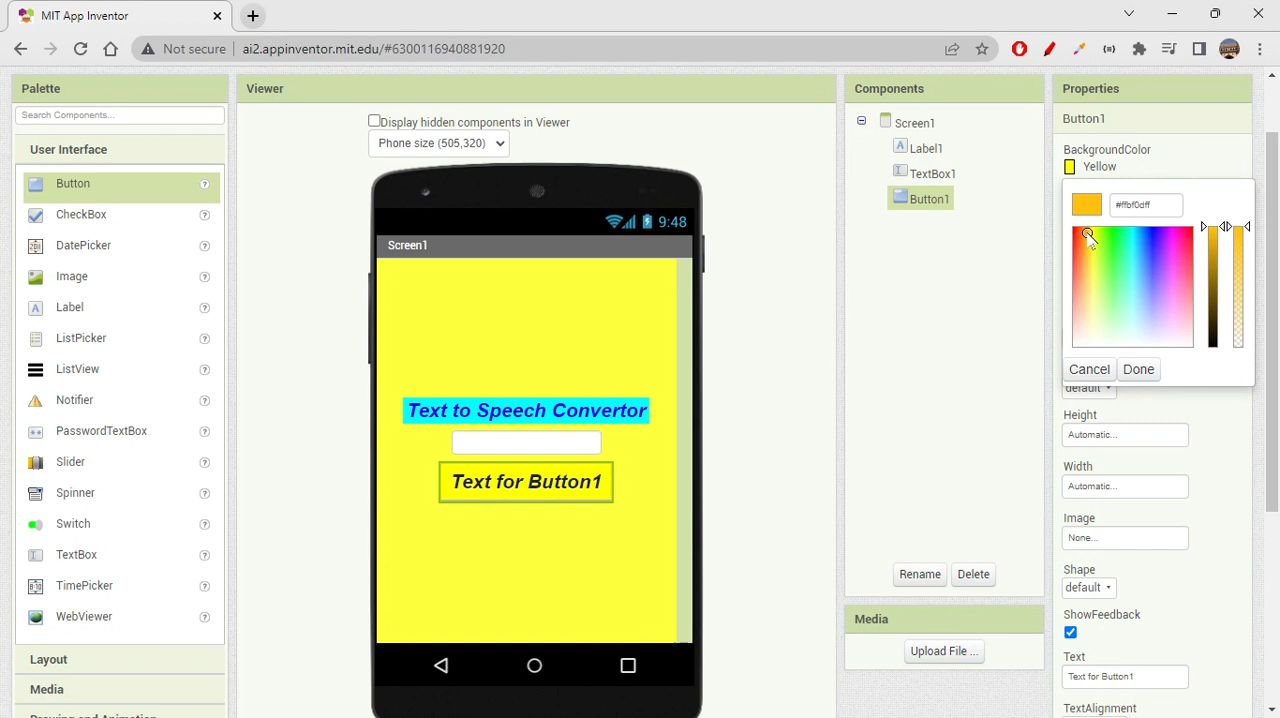 MIT App Inventor
Not secure
ai2.appinventor.mit.edu/#6300116940881920
Palette
Search Components...
User Interface
Button
CheckBox
DatePicker
Image
Label
ListPicker
ListView
Notifier
PasswordTextBox
Slider
Spinner
Switch
TextBox
TimePicker
WebViewer
Layout
Media
Drawing and Animation
Viewer
Display hidden components in Viewer
Phone size (505,320)
9:48
Screen1
Text to Speech Convertor
Text for Button1
Components
Screen1
Label1
TextBox1
Button1
Rename
Delete
Media
Upload File ...
Properties
Button1
BackgroundColor
Yellow
#ffbf0dff
Cancel
Done
default
Height
Automatic...
Width
Automatic...
Image
None...
Shape
default
ShowFeedback
Text
Text for Button1
TextAlignment